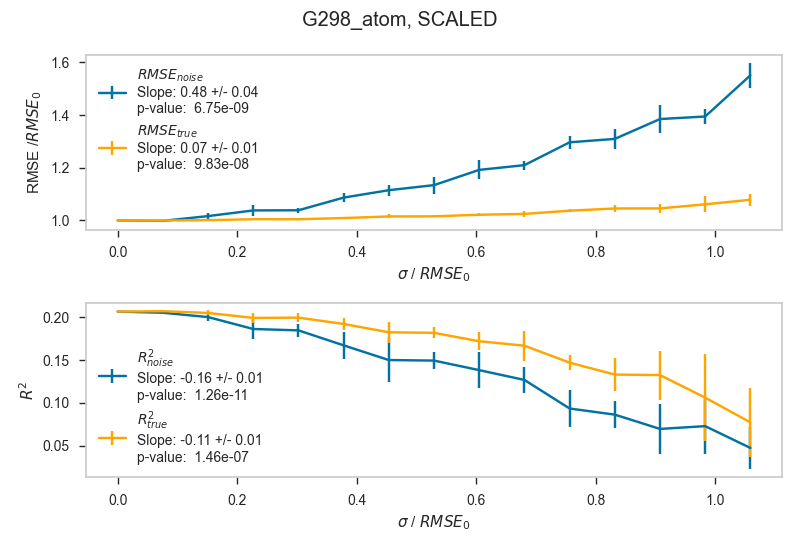 G298_atom, SCALED
RMSE /RMSE₀
1.6
1.4
1.2
1.0
RMSE_noise
Slope: 0.48 +/- 0.04
p-value: 6.75e-09
RMSE_true
Slope: 0.07 +/- 0.01
p-value: 9.83e-08
0.0 0.2 0.4 0.6 0.8 1.0
σ / RMSE₀
R²
0.20
0.15
0.10
0.05
R²_noise
Slope: -0.16 +/- 0.01
p-value: 1.26e-11
R²_true
Slope: -0.11 +/- 0.01
p-value: 1.46e-07
0.0 0.2 0.4 0.6 0.8 1.0
σ / RMSE₀